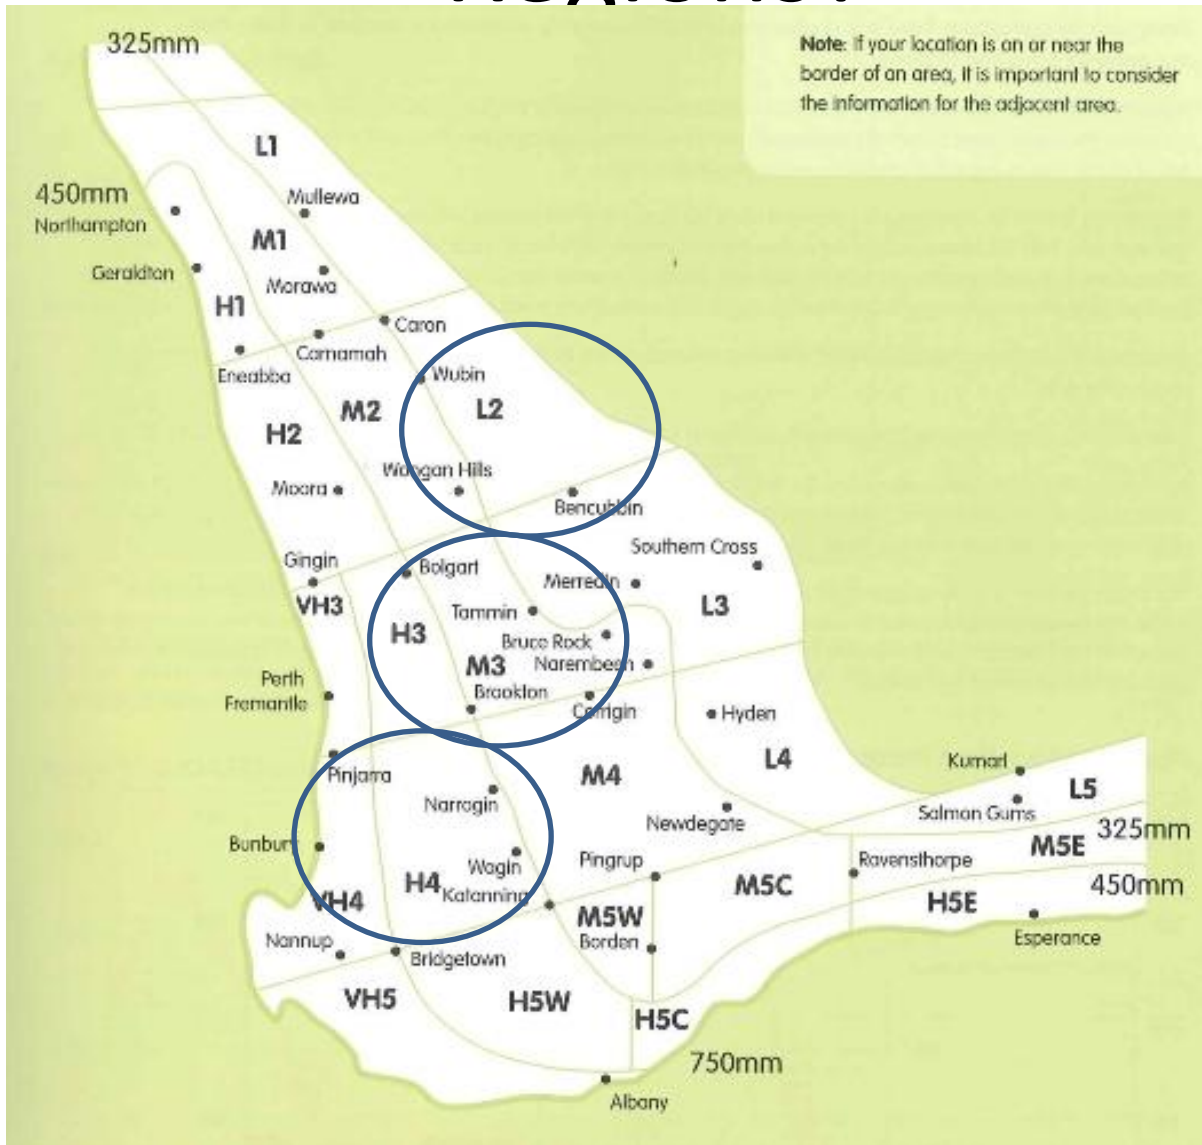 325mm
Note: If your location is on or near the
border of an area, it is important to consider
the information for the adjacent area.
L1
450mm
Mullewa
Northampton
M1
Geraldton
Morawa
H1
Caron
Carnamah
Eneabba
Wubin
M2
L2
H2
Wongan Hills
Moora
Bencubbin
Southern Cross
Gingin
Bolgart
Merredin
VH3
Tammin
L3
H3
Bruce Rock
M3
Narembeen
Perth
Brookton
Fremantle
Corrigin
Hyden
L4
Kumarl
Pinjarra
M4
L5
Narrogin
Salmon Gums
Newdegate
325mm
Bunbury
M5E
Pingrup
Ravensthorpe
Wagin
M5C
450mm
H4
Katanning
VH4
H5E
M5W
Borden
Esperance
Nannup
Bridgetown
VH5
H5W
H5C
750mm
Albany